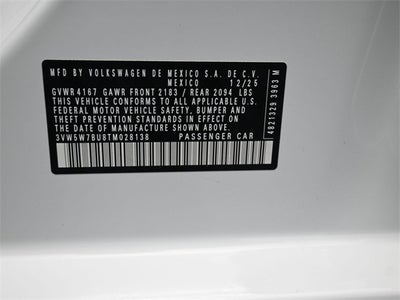 MFD BY VOLKSWAGEN DE MEXICO S.A. DE C.V.
MEXICO 12/25
GVWR 4167 GAWR FRONT 2183 / REAR 2094 LBS
THIS VEHICLE CONFORMS TO ALL APPLICABLE U.S.
FEDERAL MOTOR VEHICLE SAFETY, BUMPER AND
THEFT PREVENTION STANDARDS IN EFFECT ON THE
DATE OF MANUFACTURE SHOWN ABOVE.
3VW5W7BU8TM028138 PASSENGER CAR
4821329 3963 M